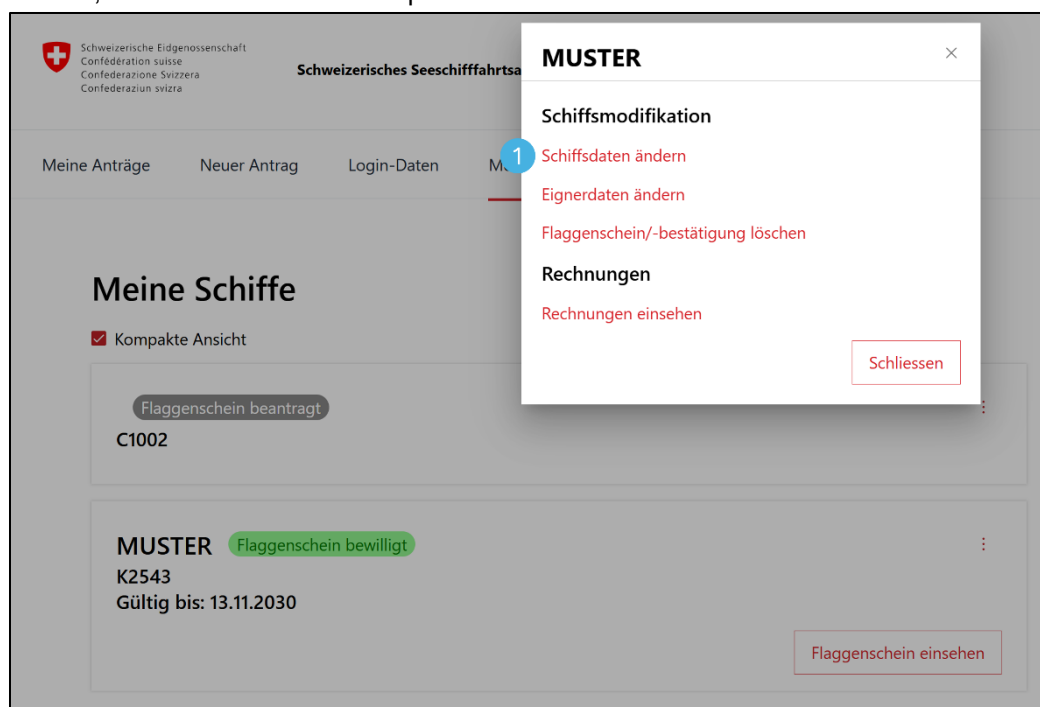 Schweizerische Eidgenossenschaft
Confédération suisse
Confederazione Svizzera
Confederaziun svizra
Schweizerisches Seeschifffahrtsa
Meine Anträge Neuer Antrag Login-Daten
MUSTER ×
Schiffsmodifikation
1 Schiffsdaten ändern
Eignerdaten ändern
Flaggenschein/-bestätigung löschen
Rechnungen
Rechnungen einsehen
Schliessen
Meine Schiffe
Kompakte Ansicht
Flaggenschein beantragt
C1002
MUSTER Flaggenschein bewilligt
K2543
Gültig bis: 13.11.2030
Flaggenschein einsehen